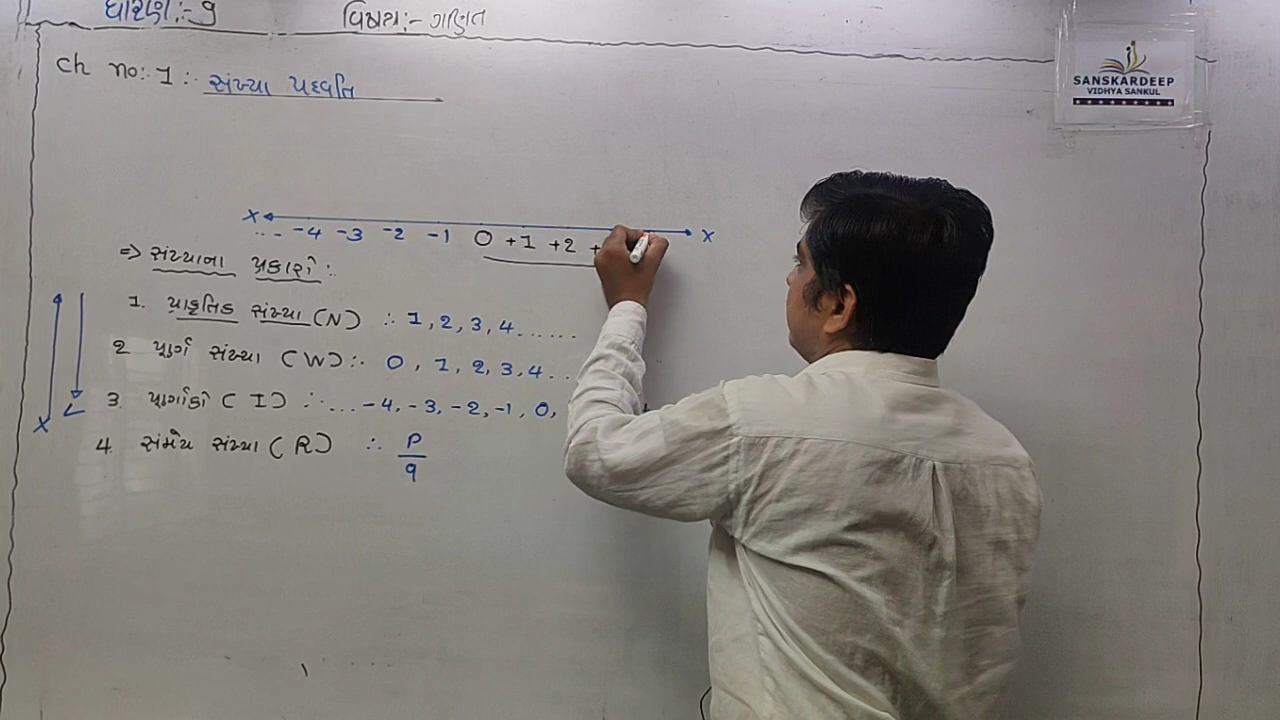 ધોરણ:- 9 વિષય:- ગણિત
SANSKARDEEP
VIDHYA SANKUL
ch no: 1: સંખ્યા પદ્ધતિ
X X
... -4 -3 -2 -1 0 +1 +2 +
=> સંખ્યાના પ્રકારો:
1. પ્રાકૃતિક સંખ્યા (N) : 1, 2, 3, 4......
2 પૂર્ણ સંખ્યા (W): 0, 1, 2, 3, 4...
3. પૂર્ણાંકો (I) : ... -4, -3, -2, -1, 0,
X
4. સંમેય સંખ્યા (R) : P
q